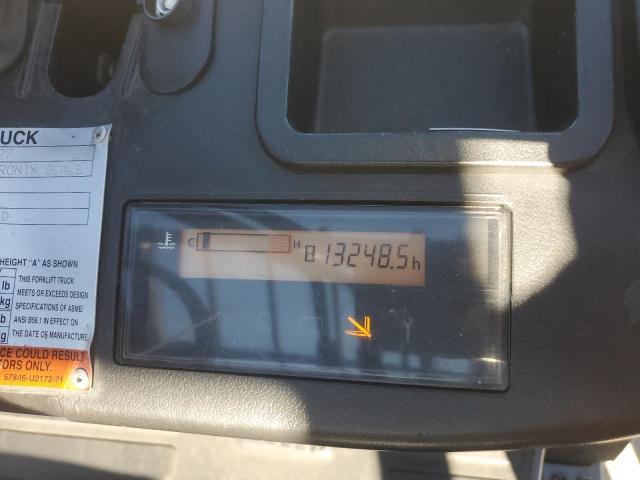 UCK
RONIX SCALE
D
HEIGHT "A" AS SHOWN
lb THIS FORKLIFT TRUCK
kg MEETS OR EXCEEDS DESIGN
SPECIFICATIONS OF ASME/
lb ANSI B56.1 IN EFFECT ON
kg THE DATE OF MANUFACTURE
CE COULD RESULT
TORS ONLY.
57846-U2172-71
C H
13248.5h